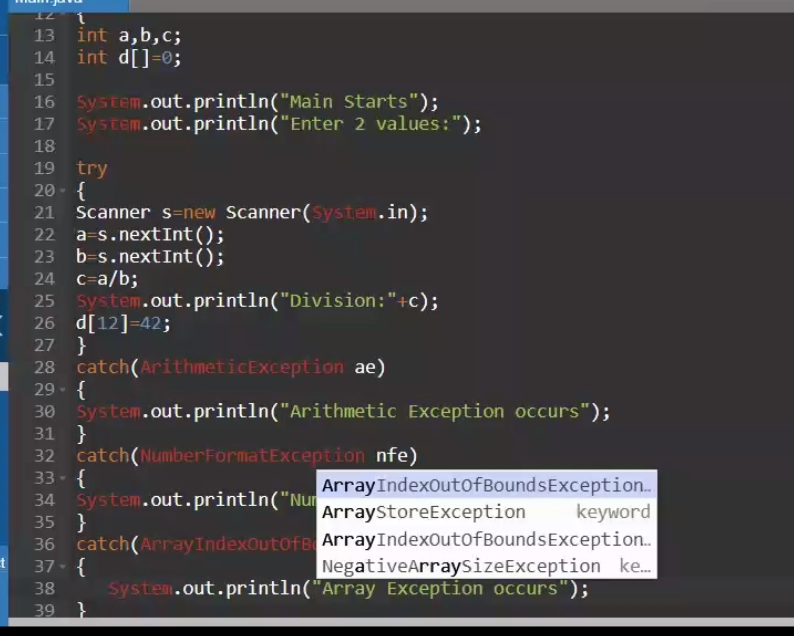 Main.java
12 {
13 int a,b,c;
14 int d[]=0;
15
16 System.out.println("Main Starts");
17 System.out.println("Enter 2 values:");
18
19 try
20 {
21 Scanner s=new Scanner(System.in);
22 a=s.nextInt();
23 b=s.nextInt();
24 c=a/b;
25 System.out.println("Division:"+c);
26 d[12]=42;
27 }
28 catch(ArithmeticException ae)
29 {
30 System.out.println("Arithmetic Exception occurs");
31 }
32 catch(NumberFormatException nfe)
33 {
ArrayIndexOutOfBoundsException…
34 System.out.println("Num
ArrayStoreException keyword
35 }
ArrayIndexOutOfBoundsException…
36 catch(ArrayIndexOutOfBo
NegativeArraySizeException ke…
37 {
38 System.out.println("Array Exception occurs");
39 }